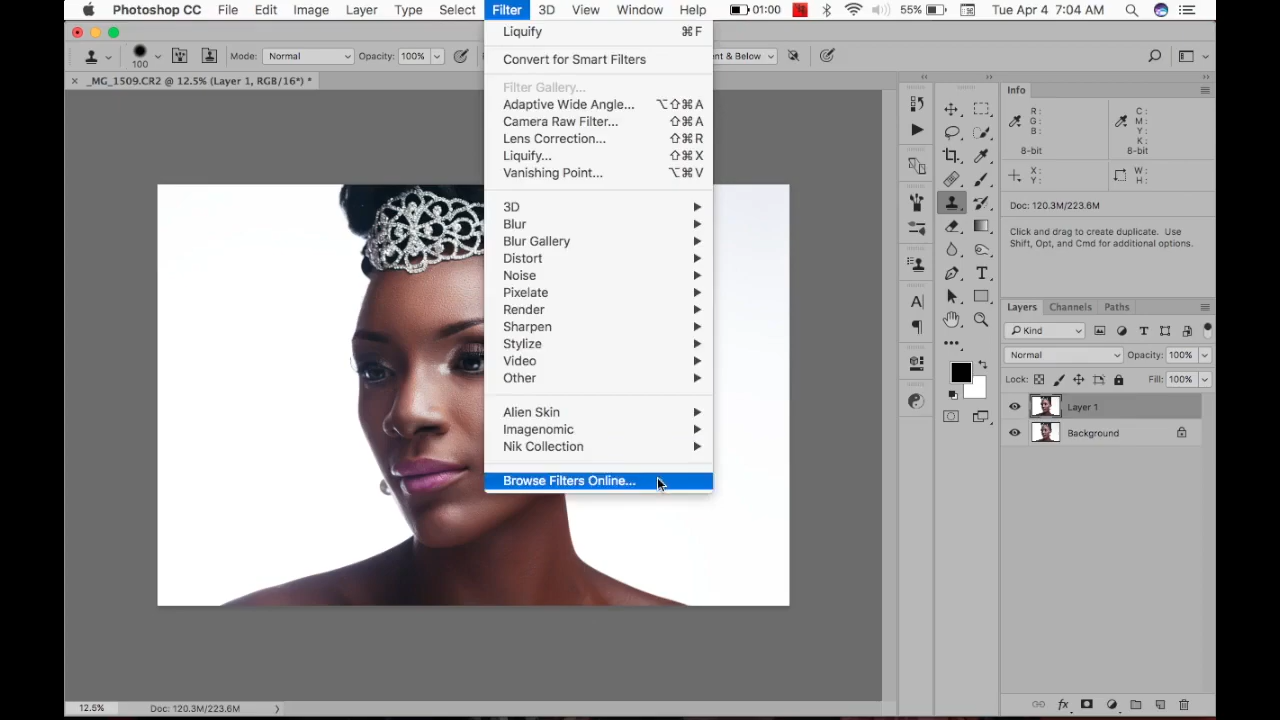 Photoshop CC File Edit Image Layer Type Select Filter 3D View Window Help 01:00 4 55% Tue Apr 4 7:04 AM
100 Mode: Normal Opacity: 100% nt & Below
× _MG_1509.CR2 @ 12.5% (Layer 1, RGB/16*) *
Liquify ⌘F
Convert for Smart Filters
Filter Gallery...
Adaptive Wide Angle... ⌥⇧⌘A
Camera Raw Filter... ⇧⌘A
Lens Correction... ⇧⌘R
Liquify... ⇧⌘X
Vanishing Point... ⌥⌘V
3D
Blur
Blur Gallery
Distort
Noise
Pixelate
Render
Sharpen
Stylize
Video
Other
Alien Skin
Imagenomic
Nik Collection
Browse Filters Online...
Info
R: C:
G: M:
B: Y:
K:
8-bit 8-bit
X: W:
Y: H:
Doc: 120.3M/223.6M
Click and drag to create duplicate. Use
Shift, Opt, and Cmd for additional options.
Layers Channels Paths
Kind
Normal Opacity: 100%
Lock: Fill: 100%
Layer 1
Background
12.5% Doc: 120.3M/223.6M